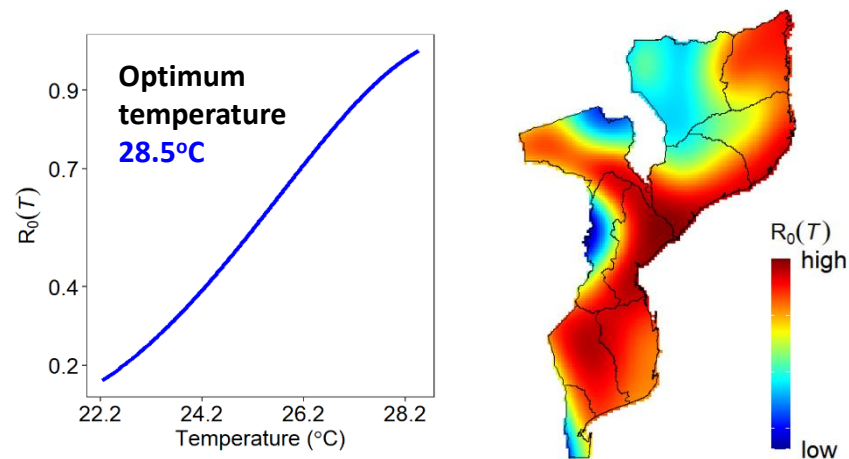 Optimum
temperature
28.5°C
0.9
0.7
0.4
0.2
R₀(T)
22.2 24.2 26.2 28.2
Temperature (°C)
R₀(T)
high
low